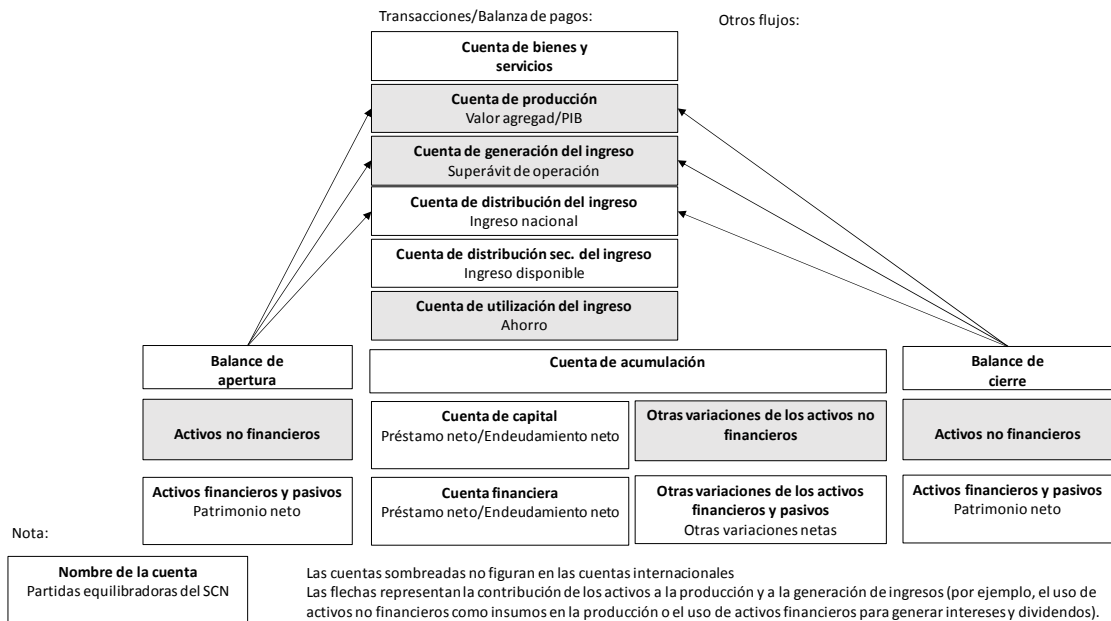 Transacciones/Balanza de pagos:
Otros flujos:
Cuenta de bienes y
servicios
Cuenta de producción
Valor agregad/PIB
Cuenta de generación del ingreso
Superávit de operación
Cuenta de distribución del ingreso
Ingreso nacional
Cuenta de distribución sec. del ingreso
Ingreso disponible
Cuenta de utilización del ingreso
Ahorro
Balance de
apertura
Cuenta de acumulación
Balance de
cierre
Activos no financieros
Cuenta de capital
Préstamo neto/Endeudamiento neto
Otras variaciones de los activos no
financieros
Activos no financieros
Activos financieros y pasivos
Patrimonio neto
Cuenta financiera
Préstamo neto/Endeudamiento neto
Otras variaciones de los activos
financieros y pasivos
Otras variaciones netas
Activos financieros y pasivos
Patrimonio neto
Nota:
Nombre de la cuenta
Partidas equilibradoras del SCN
Las cuentas sombreadas no figuran en las cuentas internacionales
Las flechas representan la contribución de los activos a la producción y a la generación de ingresos (por ejemplo, el uso de
activos no financieros como insumos en la producción o el uso de activos financieros para generar intereses y dividendos).